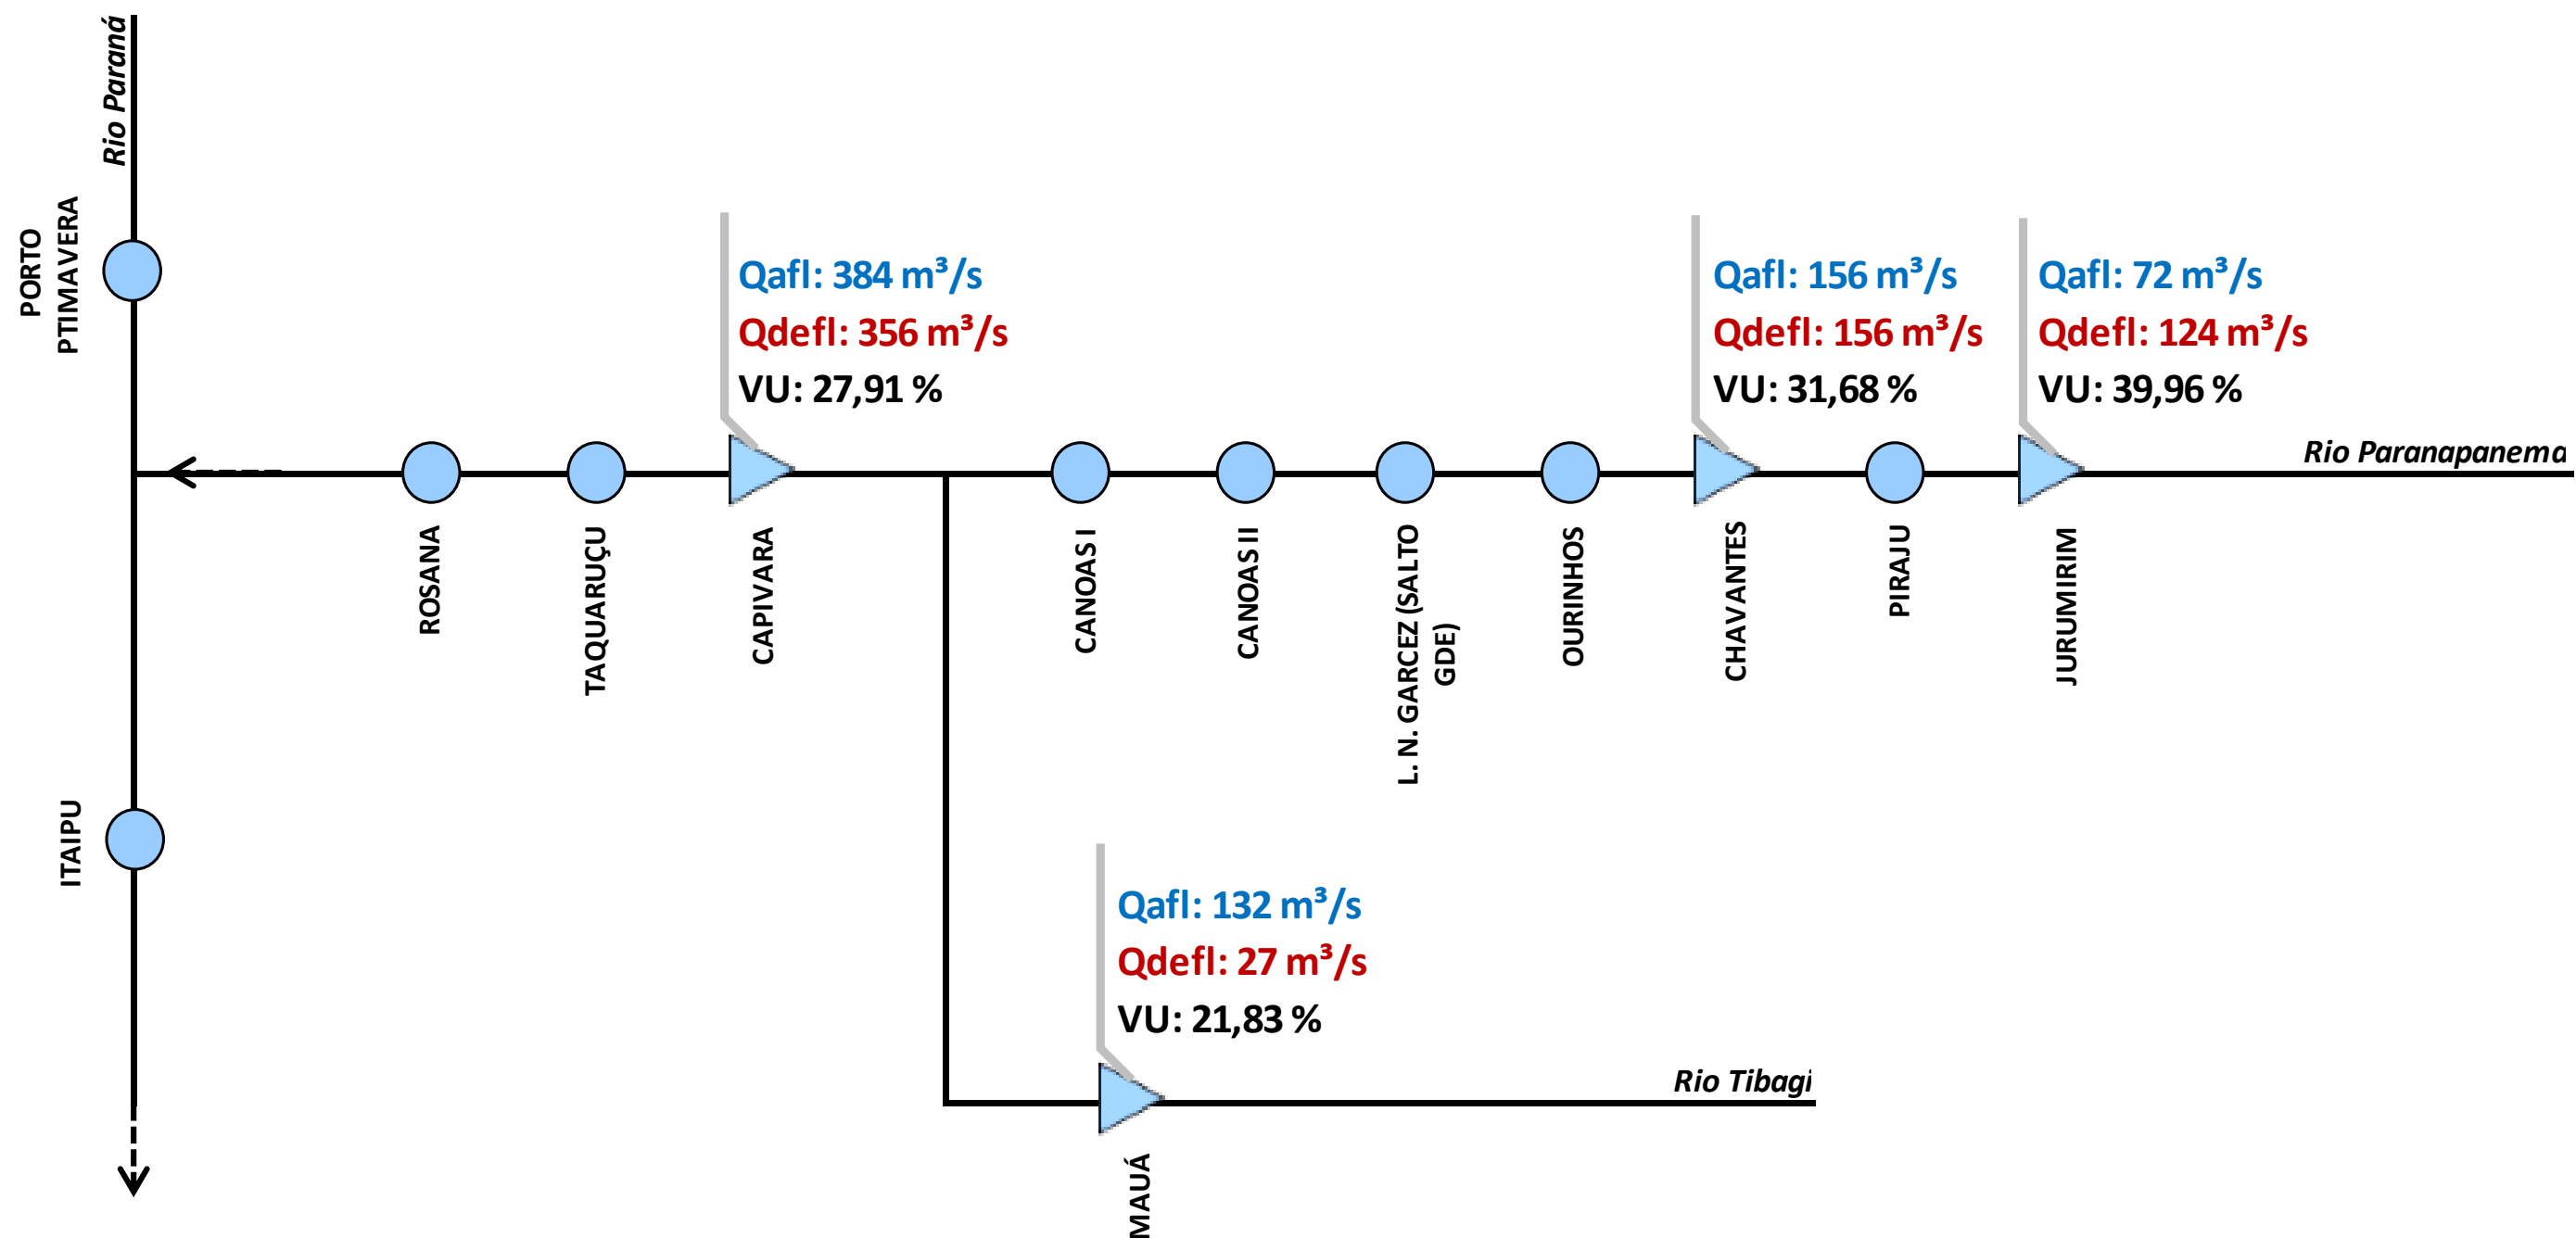 Rio Paraná
PORTO
PTIMAVERA
Qafl: 384 m³/s
Qdefl: 356 m³/s
VU: 27,91 %
Qafl: 156 m³/s
Qdefl: 156 m³/s
VU: 31,68 %
Qafl: 72 m³/s
Qdefl: 124 m³/s
VU: 39,96 %
Rio Paranapanema
ROSANA
TAQUARUÇU
CAPIVARA
CANOAS I
CANOAS II
L. N. GARCEZ (SALTO
GDE)
OURINHOS
CHAVANTES
PIRAJU
JURUMIRIM
ITAIPU
Qafl: 132 m³/s
Qdefl: 27 m³/s
VU: 21,83 %
Rio Tibagi
MAUÁ